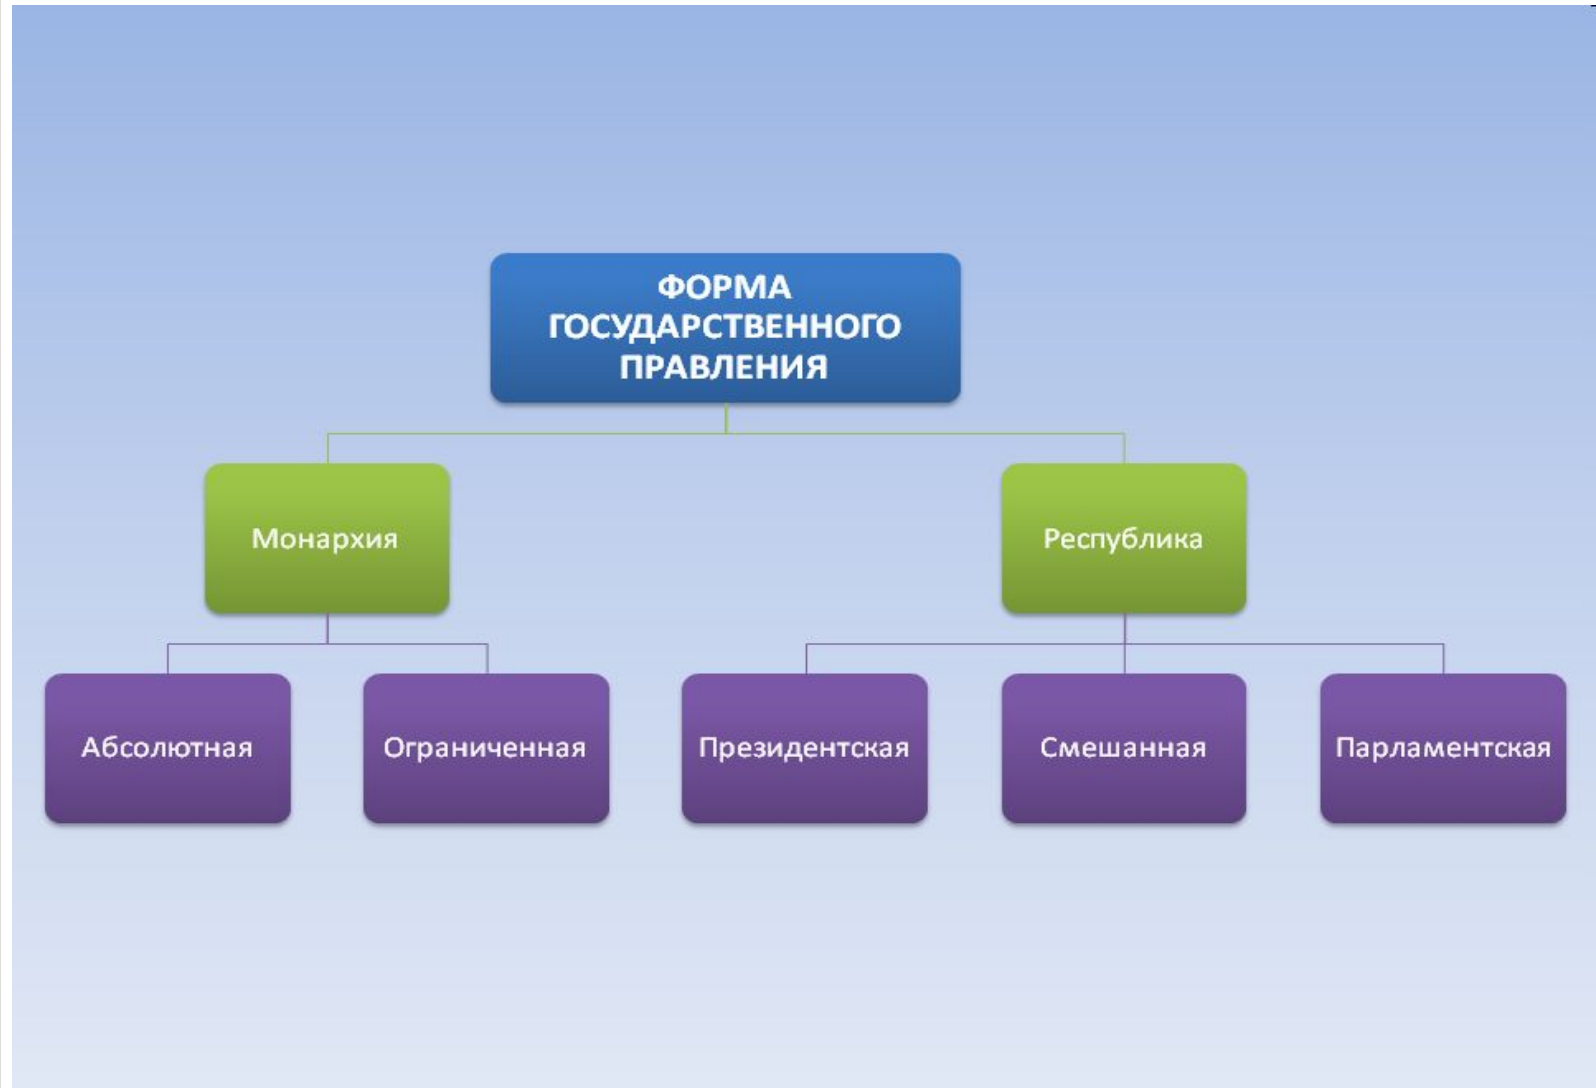 ФОРМА
ГОСУДАРСТВЕННОГО
ПРАВЛЕНИЯ
Монархия
Республика
Абсолютная
Ограниченная
Президентская
Смешанная
Парламентская